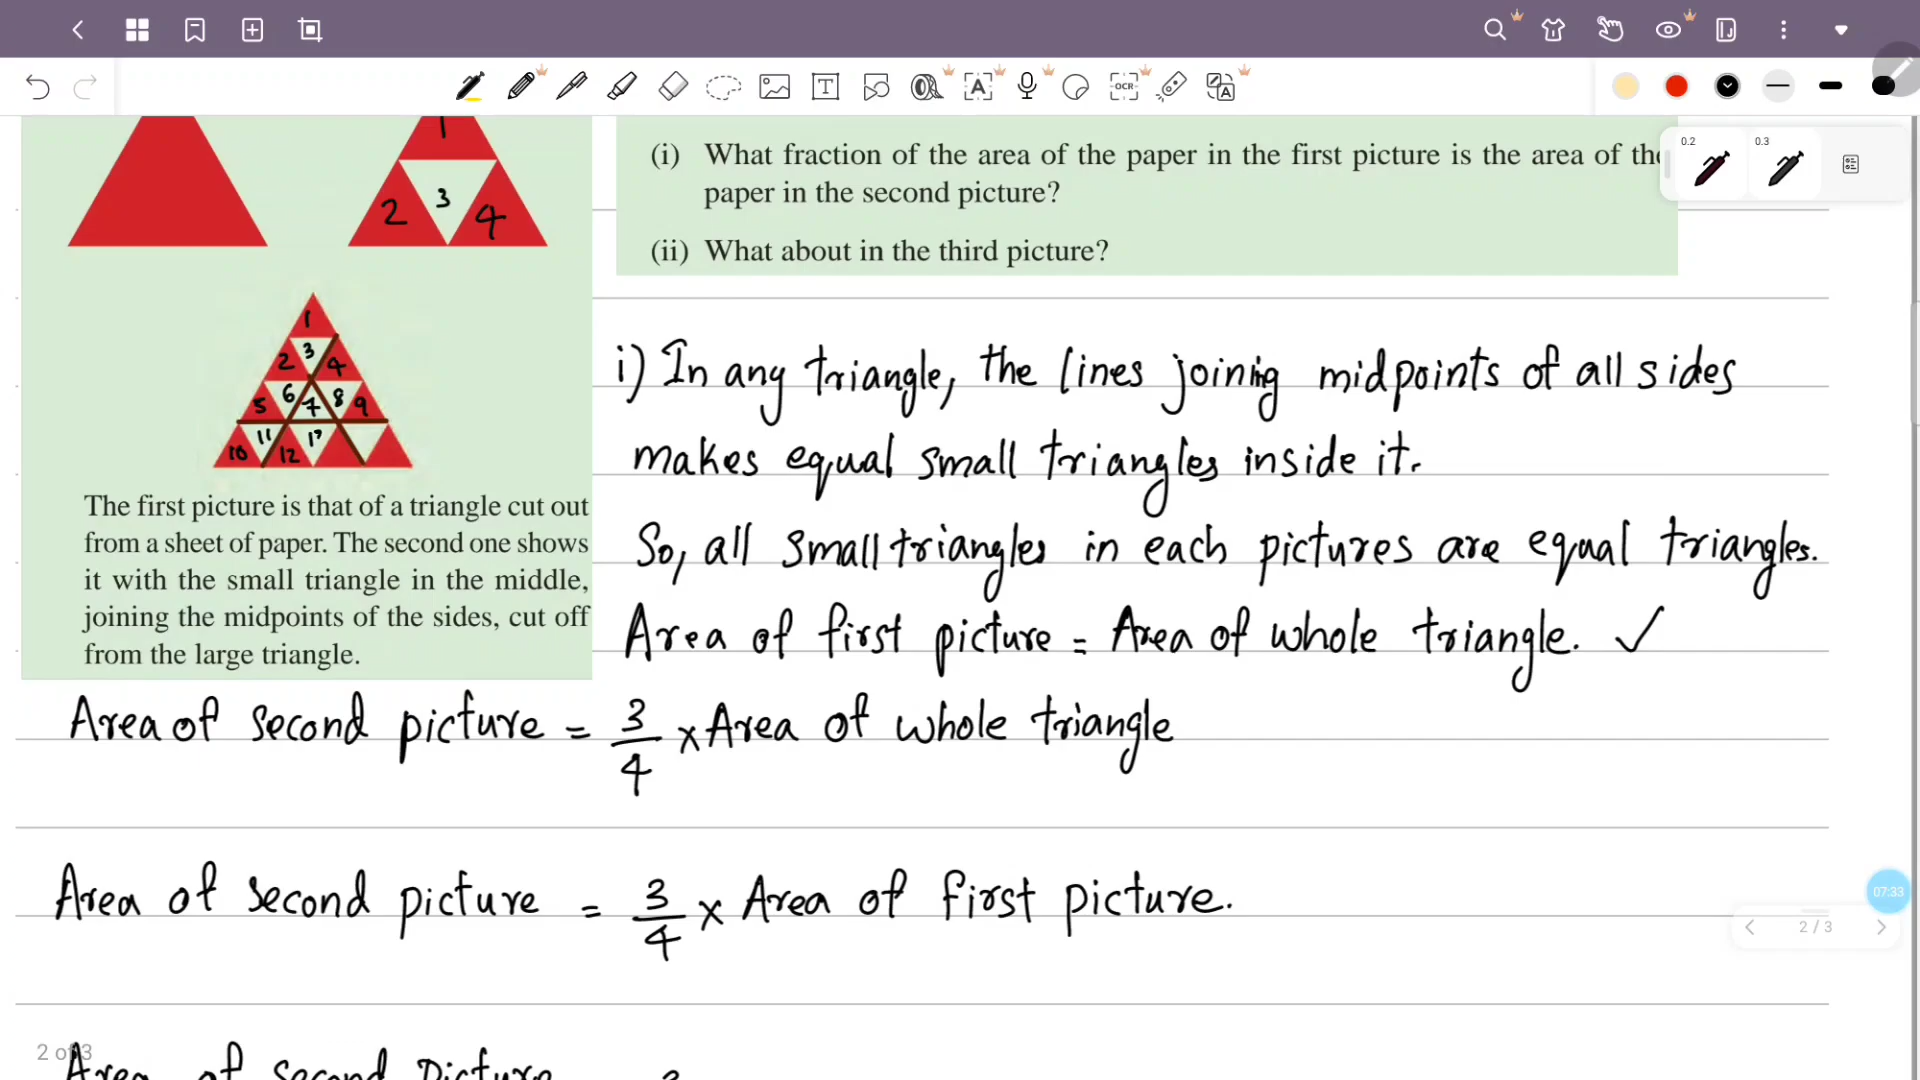 0.2 0.3
1
2 3 4
(i) What fraction of the area of the paper in the first picture is the area of the
paper in the second picture?
(ii) What about in the third picture?
1
2 3 4
5 6 7 8 9
10 11 12
i) In any triangle, the lines joining midpoints of all sides
makes equal small triangles inside it.
So, all small triangles in each pictures are equal triangles.
Area of first picture = Area of whole triangle. ✓
The first picture is that of a triangle cut out
from a sheet of paper. The second one shows
it with the small triangle in the middle,
joining the midpoints of the sides, cut off
from the large triangle.
Area of second picture = 3/4 × Area of whole triangle
Area of second picture = 3/4 × Area of first picture.
07:33
2 / 3
2 of 3
Area of second picture